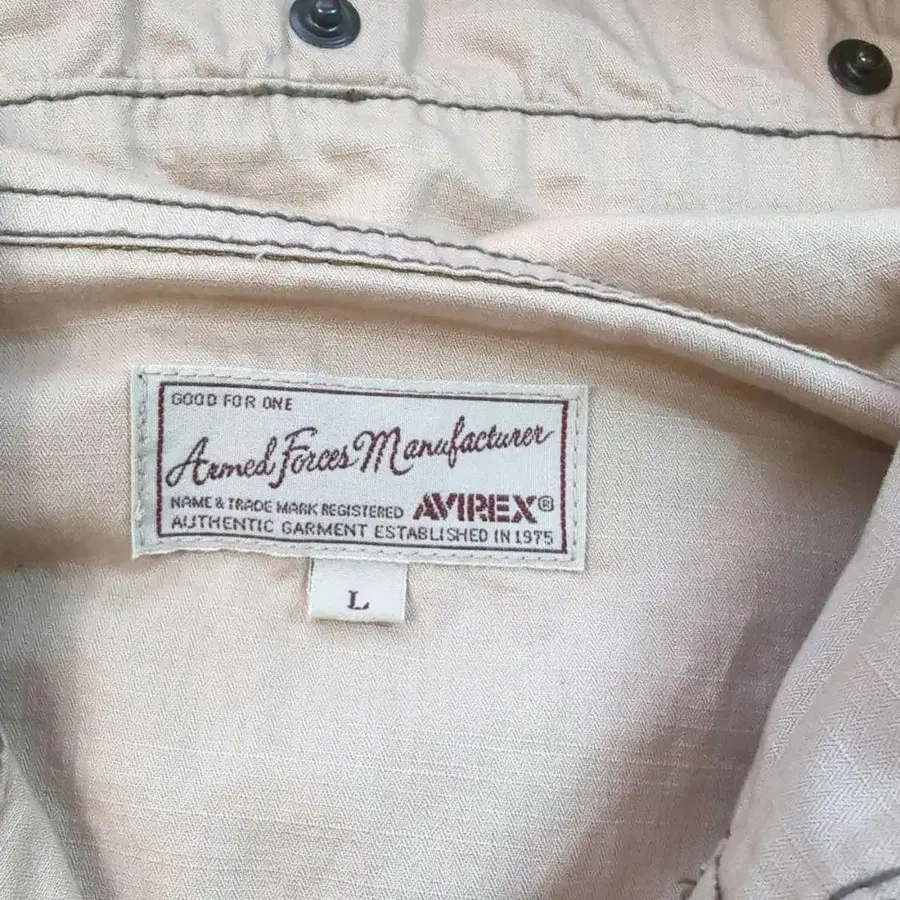 GOOD FOR ONE
Armed Forces Manufacturer
NAME & TRADE MARK REGISTERED AVIREX®
AUTHENTIC GARMENT ESTABLISHED IN 1975
L